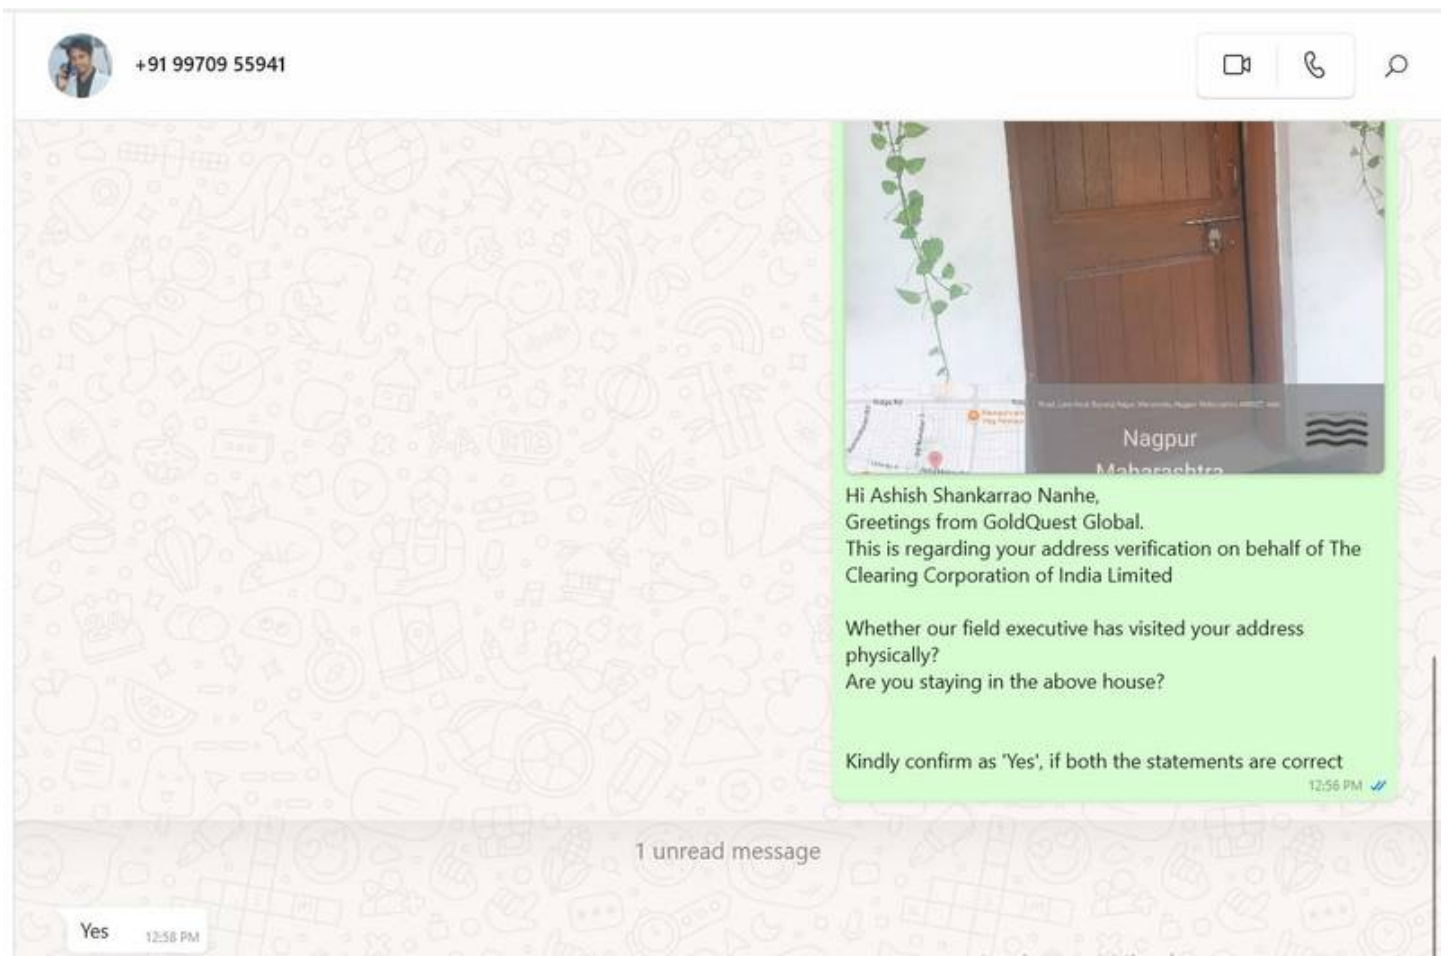 +91 99709 55941
Nagpur
Maharashtra
Hi Ashish Shankarrao Nanhe,
Greetings from GoldQuest Global.
This is regarding your address verification on behalf of The
Clearing Corporation of India Limited
Whether our field executive has visited your address
physically?
Are you staying in the above house?
Kindly confirm as 'Yes', if both the statements are correct
12:56 PM
1 unread message
Yes
12:58 PM